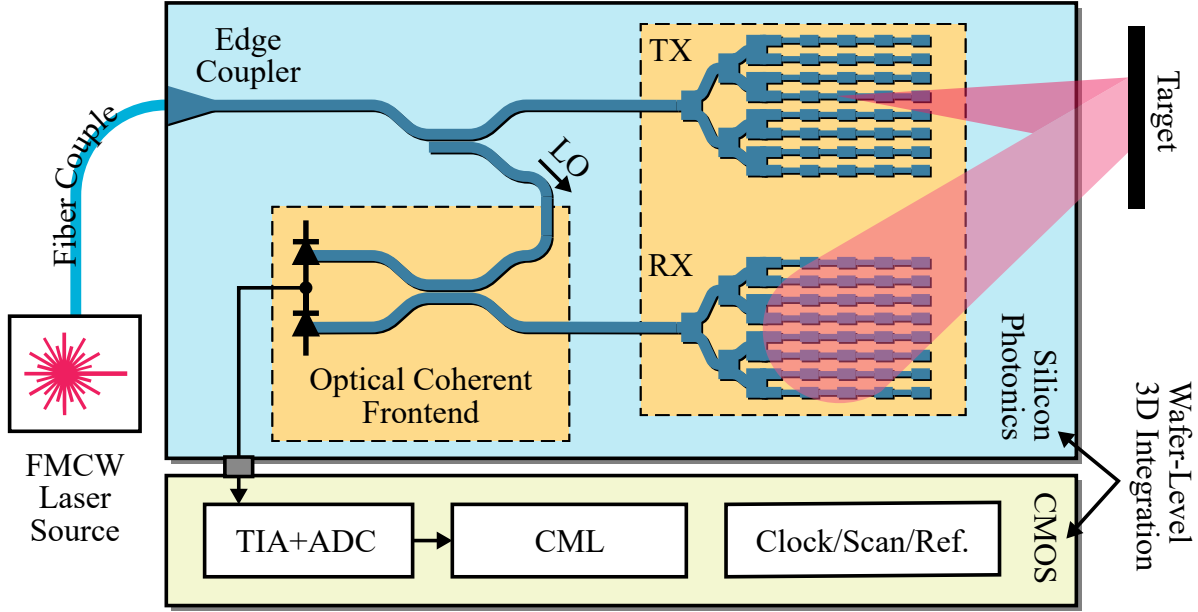 Edge
Coupler
TX
Target
Fiber Couple
LO
RX
Optical Coherent
Frontend
Silicon
Photonics
FMCW
Laser
Source
Wafer-Level
3D Integration
TIA+ADC
CML
Clock/Scan/Ref.
CMOS